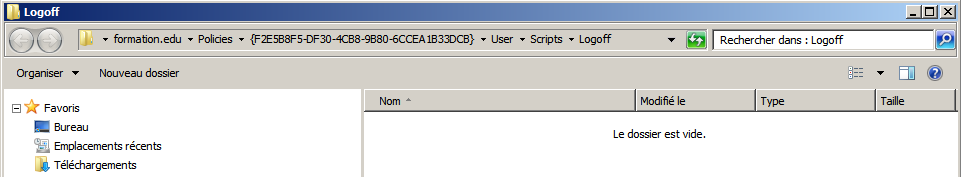 Logoff
formation.edu Policies {F2E5B8F5-DF30-4CB8-9B80-6CCEA1B33DCB} User Scripts Logoff Rechercher dans : Logoff
Organiser Nouveau dossier
Favoris
Bureau
Emplacements récents
Téléchargements
Nom Modifié le Type Taille
Le dossier est vide.